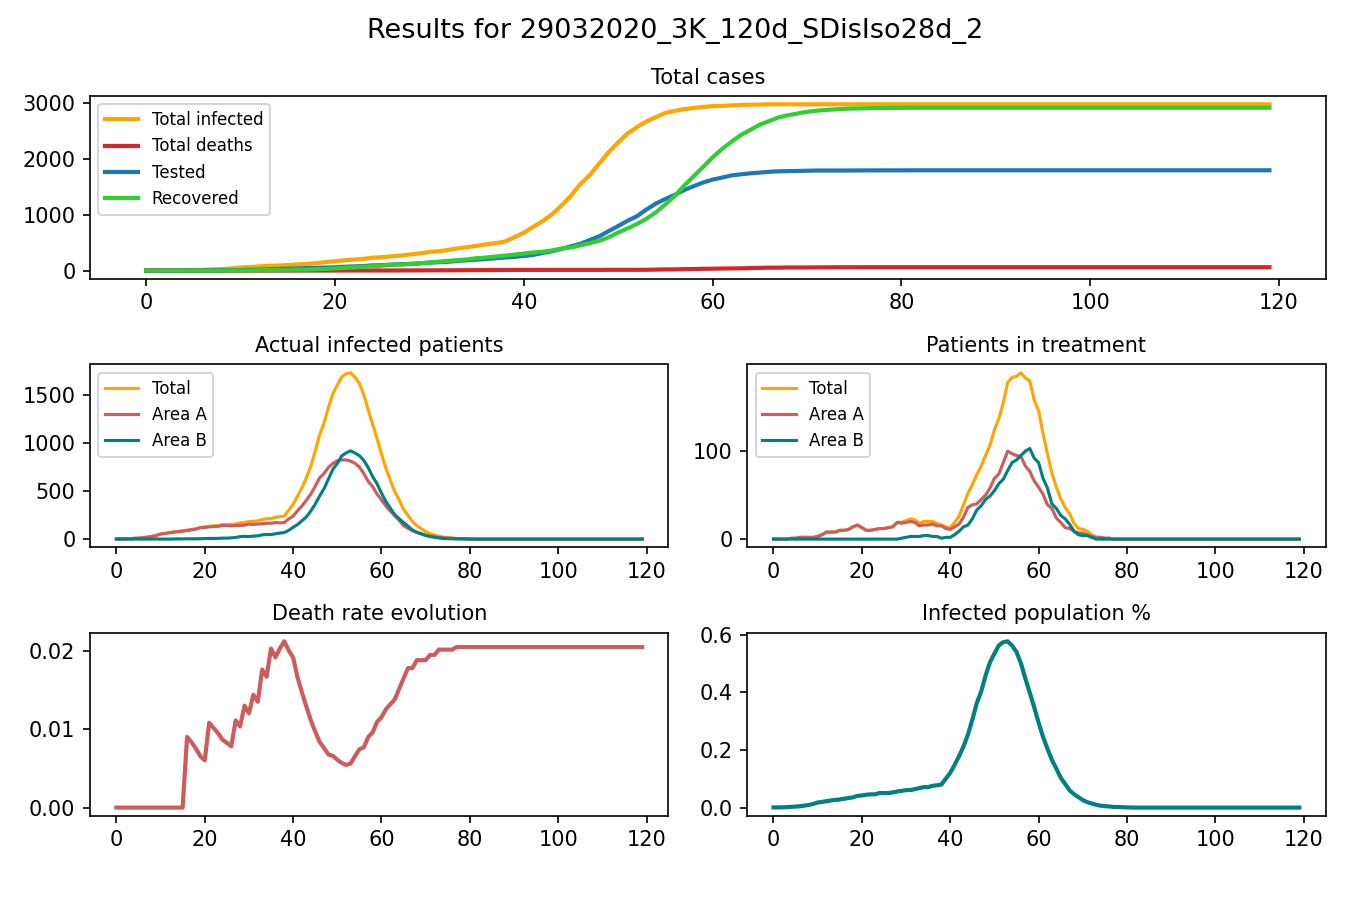 Results for 29032020_3K_120d_SDisIso28d_2
Total cases
3000
2000
1000
0
Total infected
Total deaths
Tested
Recovered
0 20 40 60 80 100 120
Actual infected patients
1500
1000
500
0
Total
Area A
Area B
0 20 40 60 80 100 120
Patients in treatment
100
0
Total
Area A
Area B
0 20 40 60 80 100 120
Death rate evolution
0.02
0.01
0.00
0 20 40 60 80 100 120
Infected population %
0.6
0.4
0.2
0.0
0 20 40 60 80 100 120